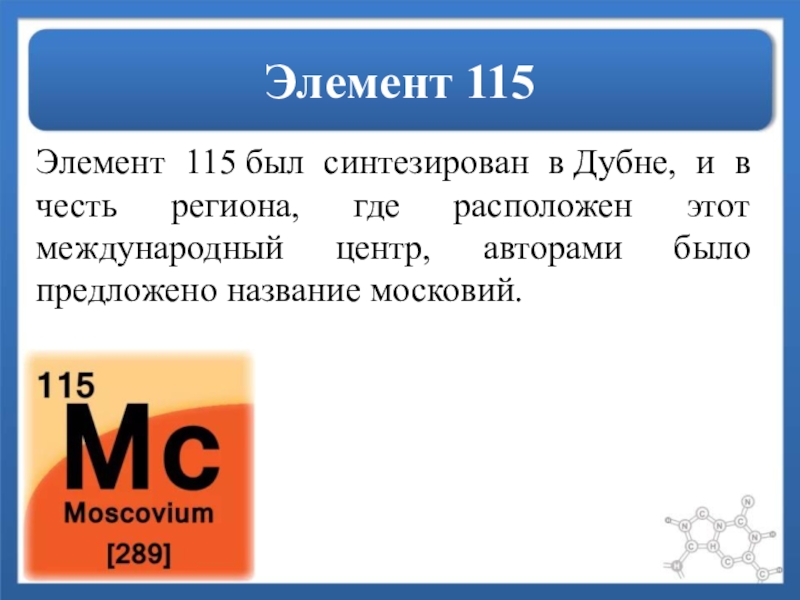 Элемент 115
Элемент 115 был синтезирован в Дубне, и в
честь региона, где расположен этот
международный центр, авторами было
предложено название московий.
115
Mc
Moscovium
[289]